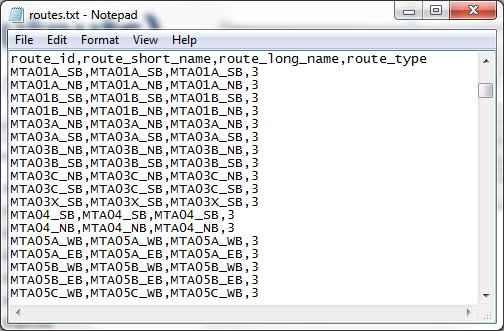 routes.txt - Notepad
File Edit Format View Help
route_id,route_short_name,route_long_name,route_type
MTA01A_SB,MTA01A_SB,MTA01A_SB,3
MTA01A_NB,MTA01A_NB,MTA01A_NB,3
MTA01B_SB,MTA01B_SB,MTA01B_SB,3
MTA01B_NB,MTA01B_NB,MTA01B_NB,3
MTA03A_NB,MTA03A_NB,MTA03A_NB,3
MTA03A_SB,MTA03A_SB,MTA03A_SB,3
MTA03B_NB,MTA03B_NB,MTA03B_NB,3
MTA03B_SB,MTA03B_SB,MTA03B_SB,3
MTA03C_NB,MTA03C_NB,MTA03C_NB,3
MTA03C_SB,MTA03C_SB,MTA03C_SB,3
MTA03X_SB,MTA03X_SB,MTA03X_SB,3
MTA04_SB,MTA04_SB,MTA04_SB,3
MTA04_NB,MTA04_NB,MTA04_NB,3
MTA05A_WB,MTA05A_WB,MTA05A_WB,3
MTA05A_EB,MTA05A_EB,MTA05A_EB,3
MTA05B_WB,MTA05B_WB,MTA05B_WB,3
MTA05B_EB,MTA05B_EB,MTA05B_EB,3
MTA05C_WB,MTA05C_WB,MTA05C_WB,3